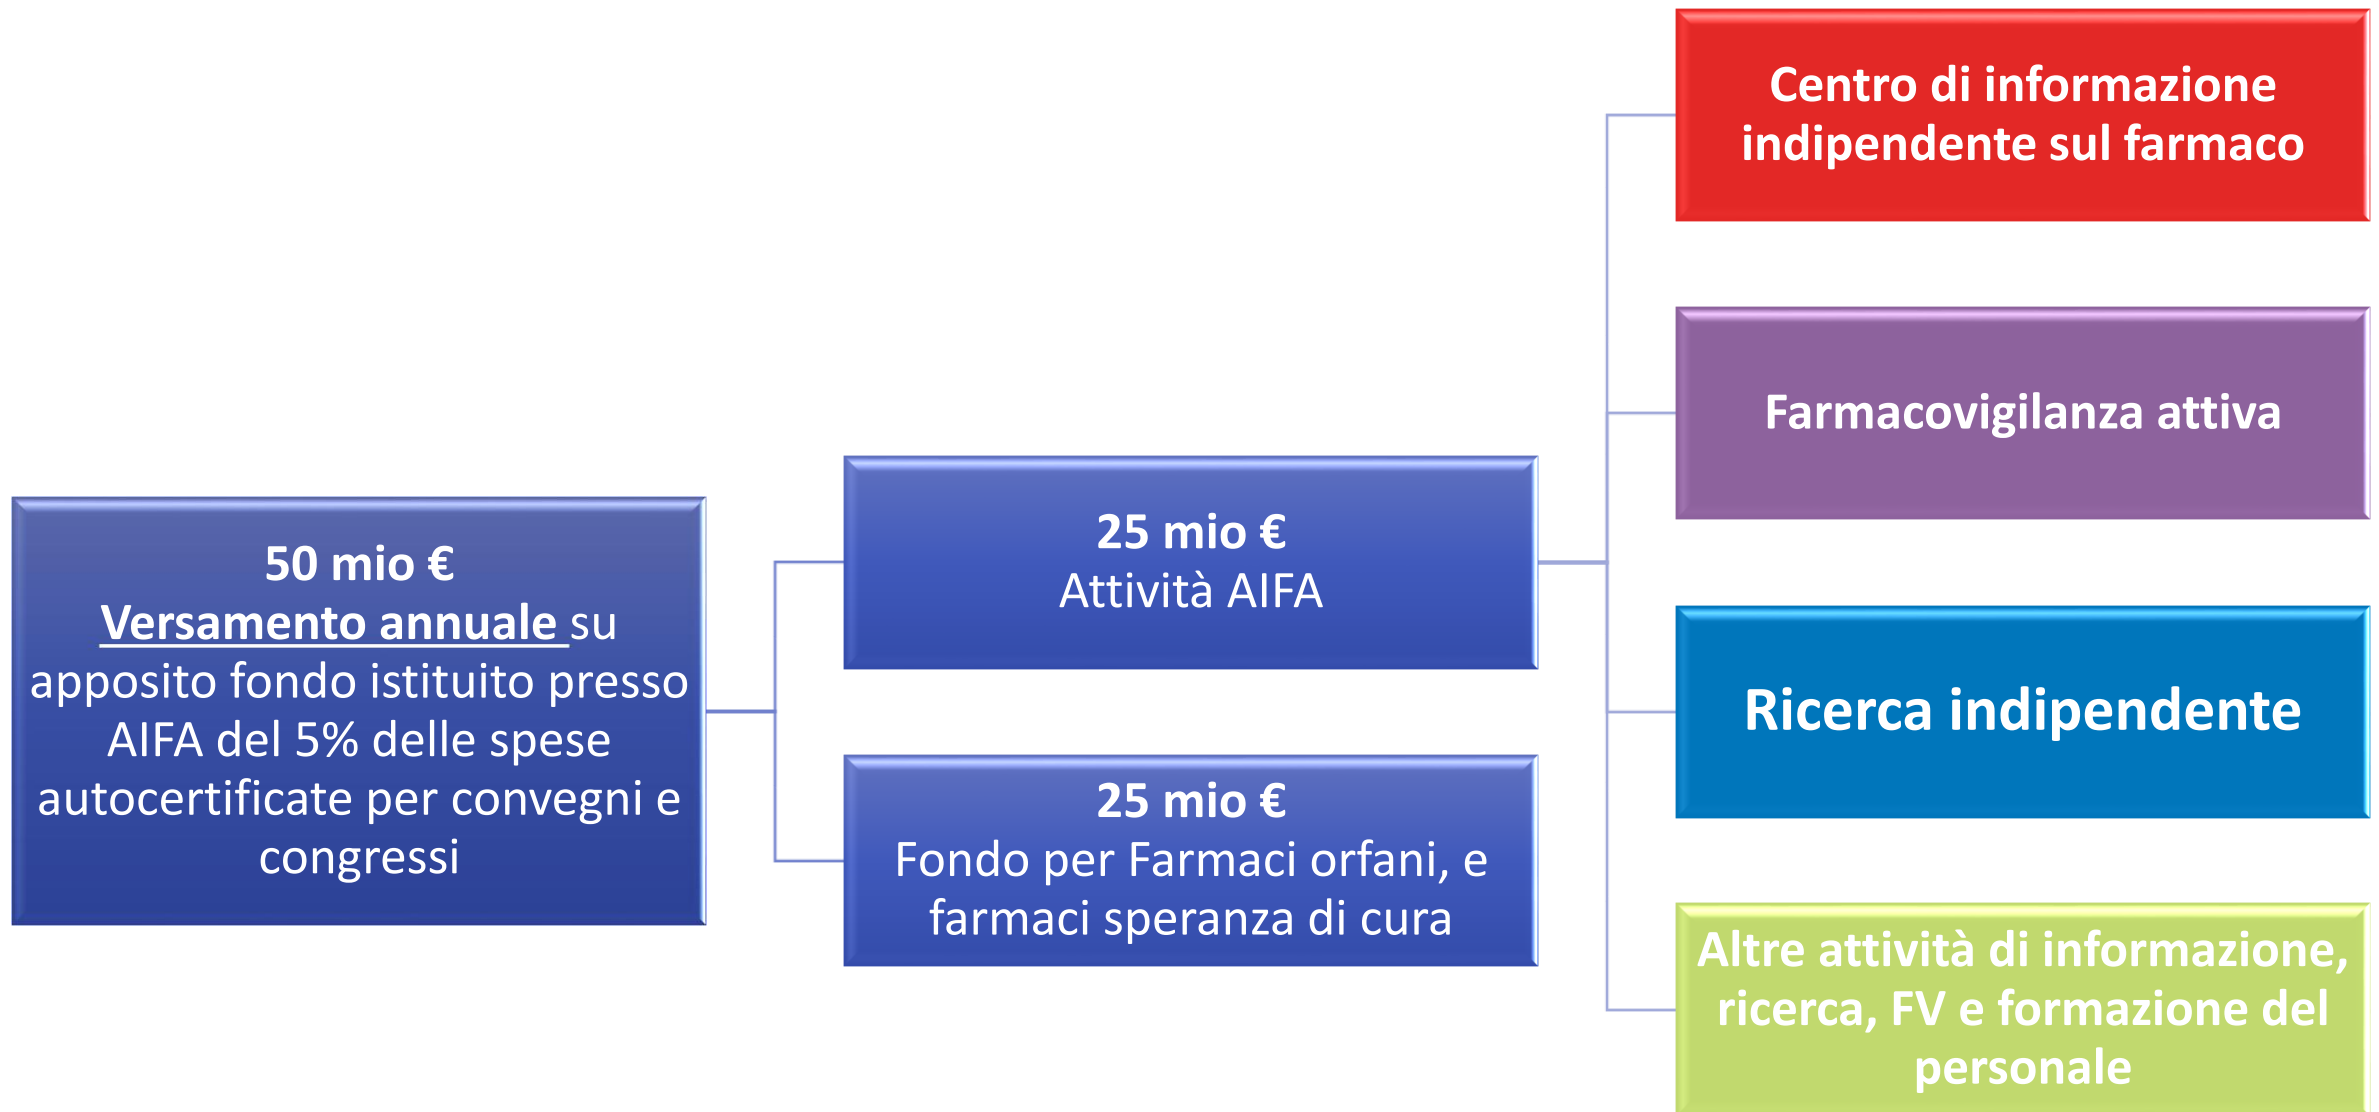 50 mio €
Versamento annuale su
apposito fondo istituito presso
AIFA del 5% delle spese
autocertificate per convegni e
congressi
25 mio €
Attività AIFA
25 mio €
Fondo per Farmaci orfani, e
farmaci speranza di cura
Centro di informazione
indipendente sul farmaco
Farmacovigilanza attiva
Ricerca indipendente
Altre attività di informazione,
ricerca, FV e formazione del
personale